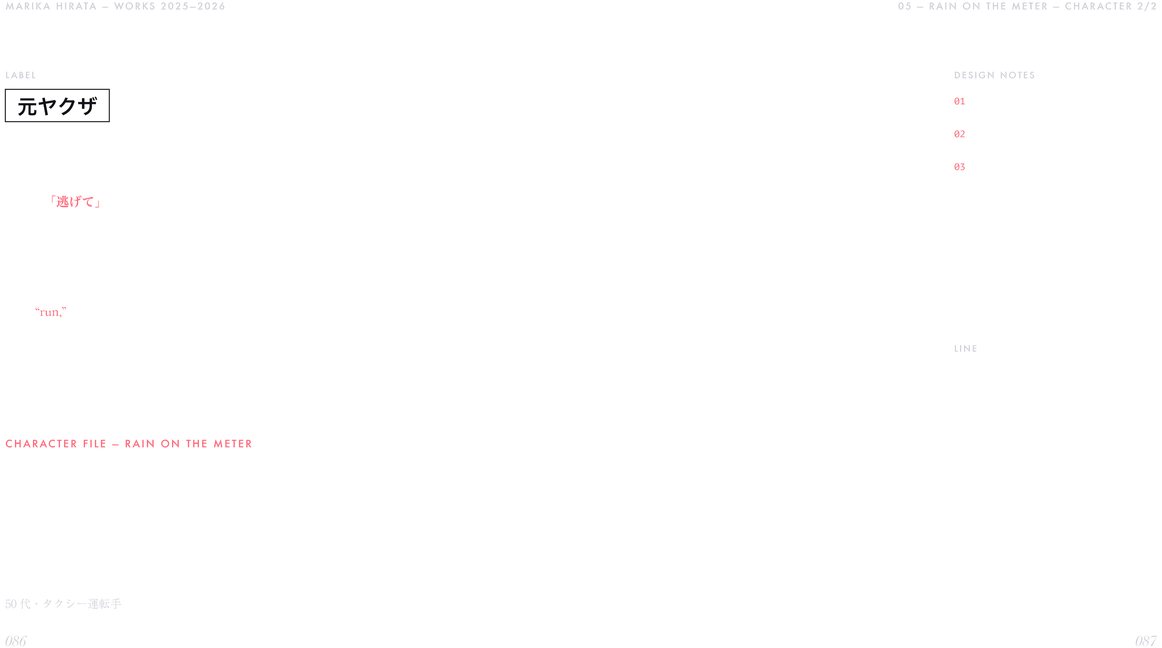 MARIKA HIRATA — WORKS 2025–2026
05 — RAIN ON THE METER — CHARACTER 2/2
LABEL
元ヤクザ
「逃げて」
“run,”
CHARACTER FILE — RAIN ON THE METER
50 代・タクシー運転手
086
DESIGN NOTES
01
02
03
LINE
087